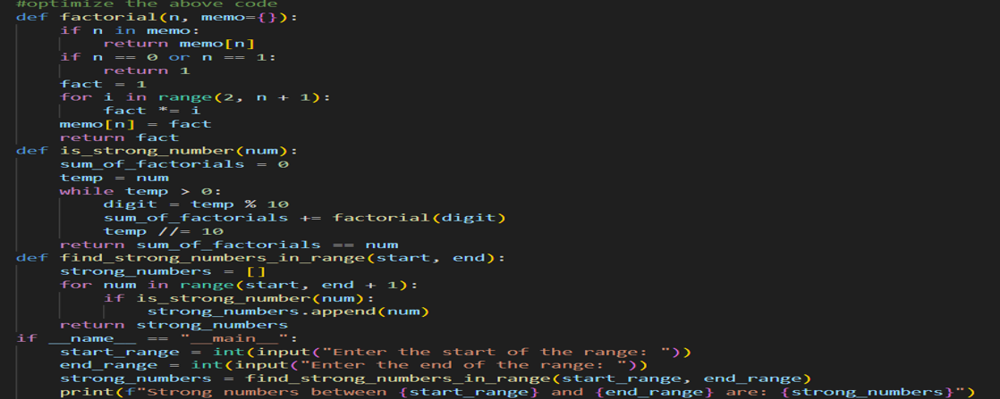 #optimize the above code
def factorial(n, memo={}):
    if n in memo:
        return memo[n]
    if n == 0 or n == 1:
        return 1
    fact = 1
    for i in range(2, n + 1):
        fact *= i
    memo[n] = fact
    return fact
def is_strong_number(num):
    sum_of_factorials = 0
    temp = num
    while temp > 0:
        digit = temp % 10
        sum_of_factorials += factorial(digit)
        temp //= 10
    return sum_of_factorials == num
def find_strong_numbers_in_range(start, end):
    strong_numbers = []
    for num in range(start, end + 1):
        if is_strong_number(num):
            strong_numbers.append(num)
    return strong_numbers
if __name__ == "__main__":
    start_range = int(input("Enter the start of the range: "))
    end_range = int(input("Enter the end of the range: "))
    strong_numbers = find_strong_numbers_in_range(start_range, end_range)
    print(f"Strong numbers between {start_range} and {end_range} are: {strong_numbers}")